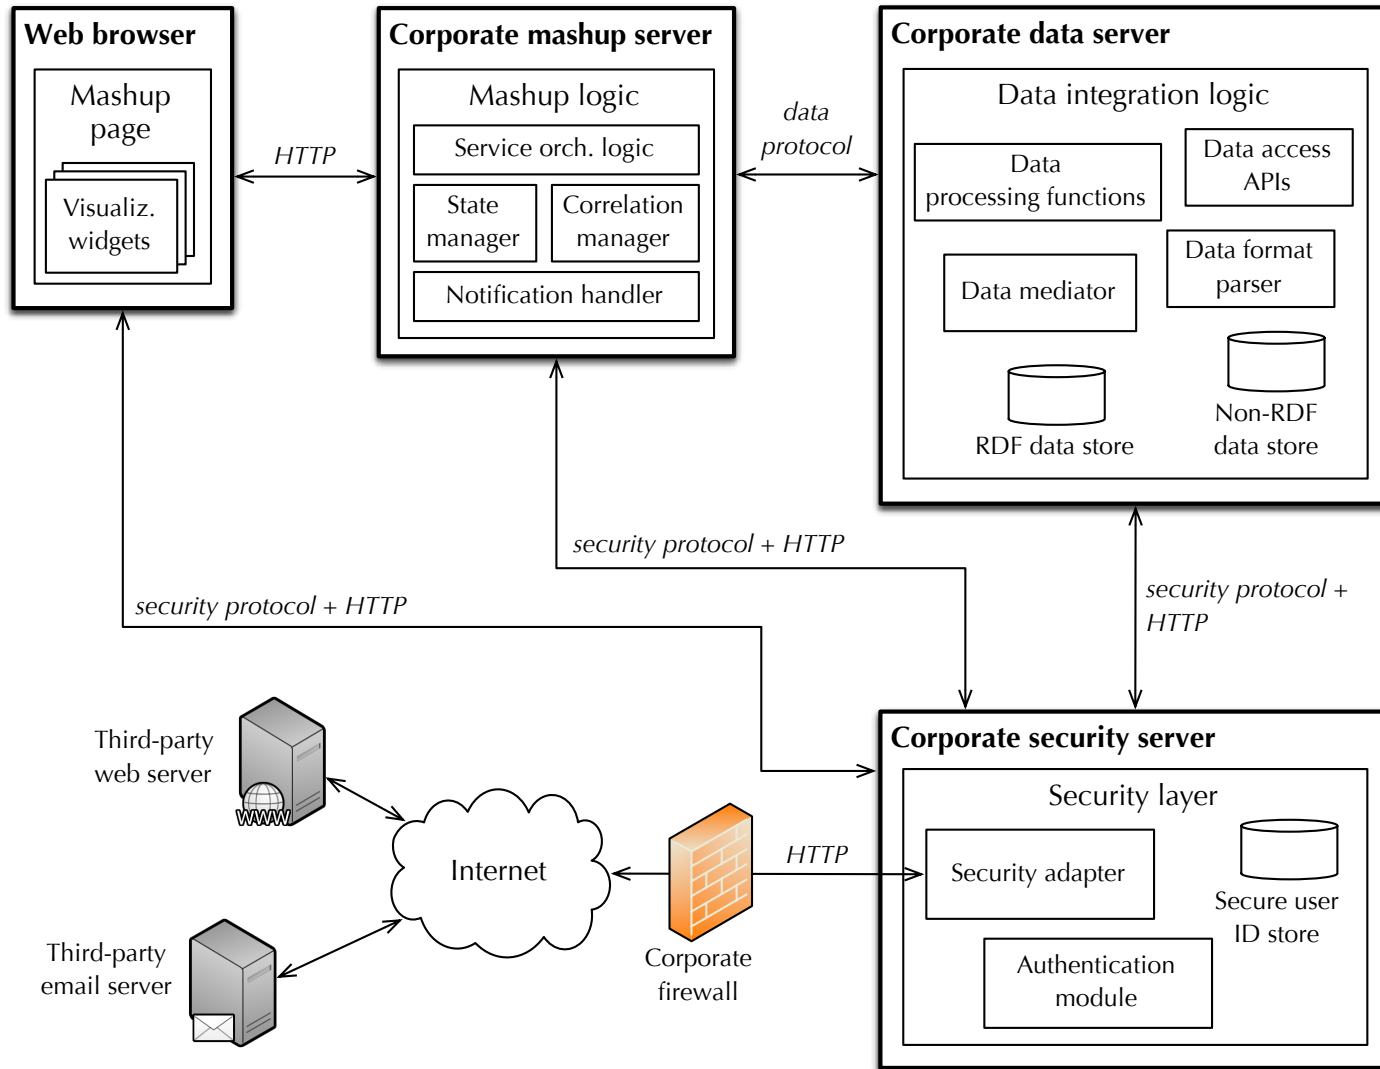 Web browser
Mashup
page
Visualiz.
widgets
HTTP
Corporate mashup server
Mashup logic
Service orch. logic
State
manager
Correlation
manager
Notification handler
data
protocol
Corporate data server
Data integration logic
Data
processing functions
Data access
APIs
Data mediator
Data format
parser
RDF data store
Non-RDF
data store
security protocol + HTTP
security protocol + HTTP
security protocol +
HTTP
Third-party
web server
WWW
Third-party
email server
Internet
Corporate
firewall
HTTP
Corporate security server
Security layer
Security adapter
Secure user
ID store
Authentication
module